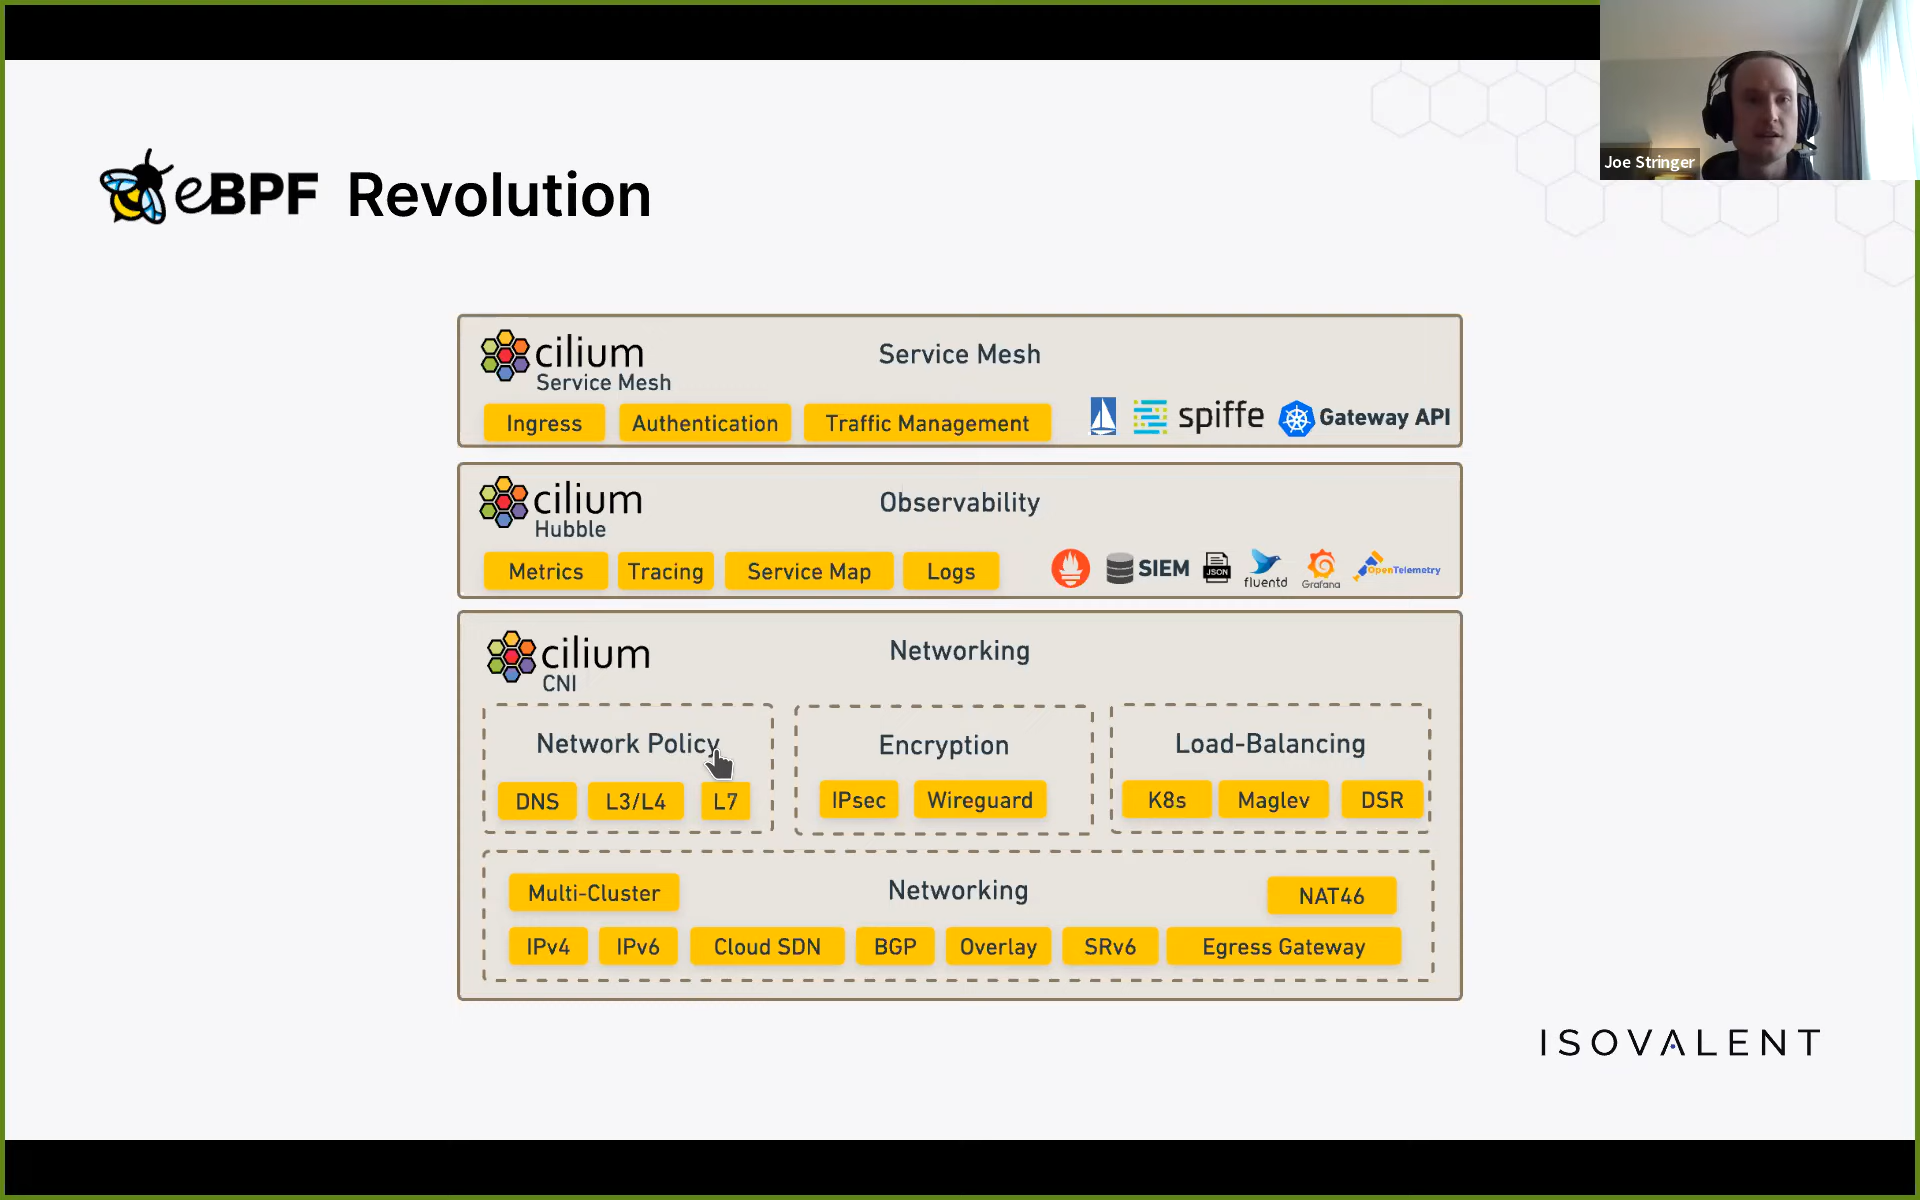 Joe Stringer
eBPF Revolution
cilium
Service Mesh
Service Mesh
Ingress Authentication Traffic Management
spiffe Gateway API
cilium
Hubble
Observability
Metrics Tracing Service Map Logs
SIEM JSON fluentd Grafana OpenTelemetry
cilium
CNI
Networking
Network Policy
DNS L3/L4 L7
Encryption
IPsec Wireguard
Load-Balancing
K8s Maglev DSR
Multi-Cluster Networking NAT46
IPv4 IPv6 Cloud SDN BGP Overlay SRv6 Egress Gateway
ISOVALENT